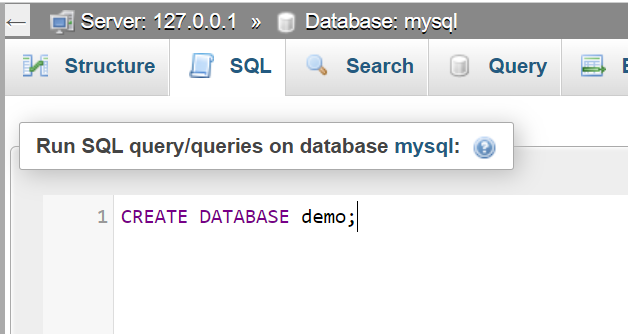 ← Server: 127.0.0.1 » Database: mysql
Structure SQL Search Query
Run SQL query/queries on database mysql:
1 CREATE DATABASE demo;